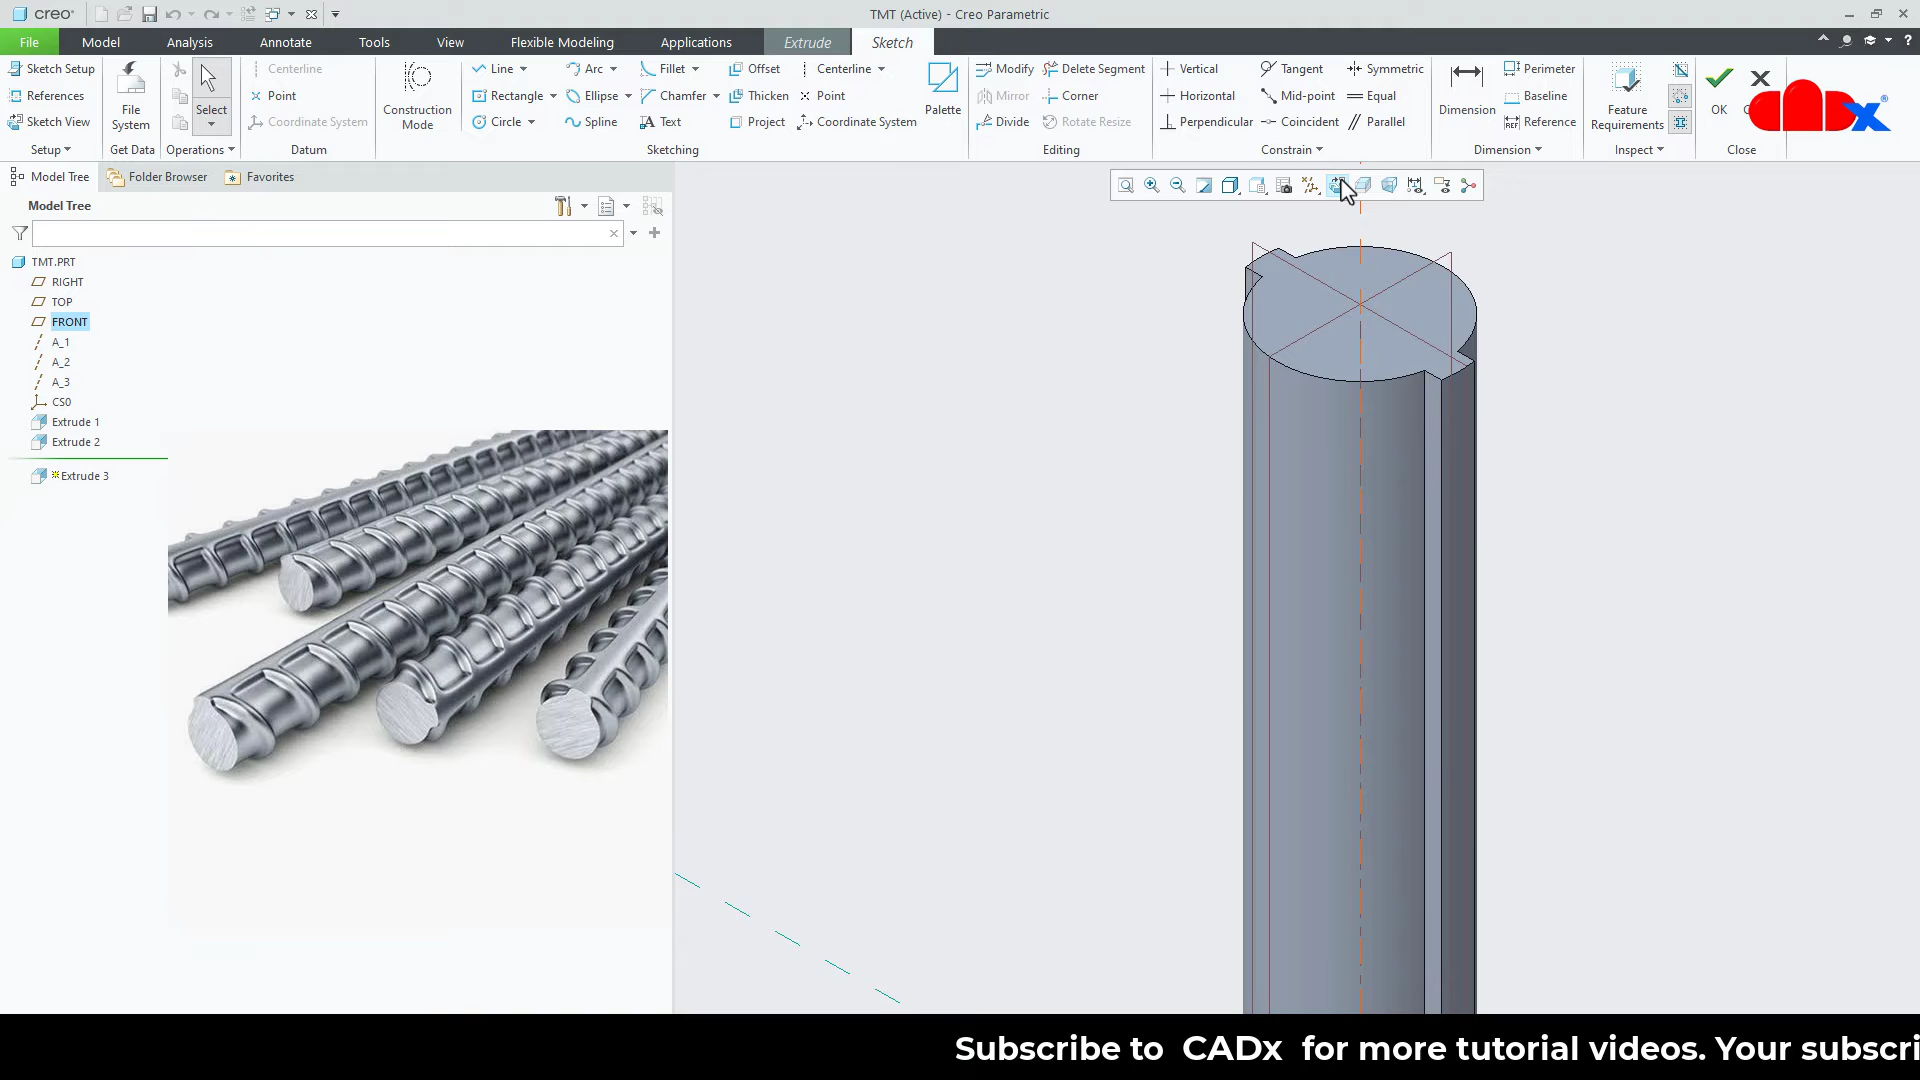 creo
TMT (Active) - Creo Parametric
File Model Analysis Annotate Tools View Flexible Modeling Applications Extrude Sketch
Sketch Setup
References
Sketch View
Setup
File System
Get Data
Select
Operations
Centerline
Point
Coordinate System
Datum
Construction Mode
Line Arc Fillet Offset Centerline
Rectangle Ellipse Chamfer Thicken Point
Circle Spline Text Project Coordinate System
Palette
Sketching
Modify Delete Segment
Mirror Corner
Divide Rotate Resize
Editing
Vertical Tangent Symmetric
Horizontal Mid-point Equal
Perpendicular Coincident Parallel
Constrain
Dimension
Perimeter
Baseline
REF Reference
Dimension
Feature Requirements
Inspect
OK
Close
CADx
Model Tree Folder Browser Favorites
Model Tree
TMT.PRT
RIGHT
TOP
FRONT
A_1
A_2
A_3
CS0
Extrude 1
Extrude 2
Extrude 3
Subscribe to CADx for more tutorial videos. Your subscri